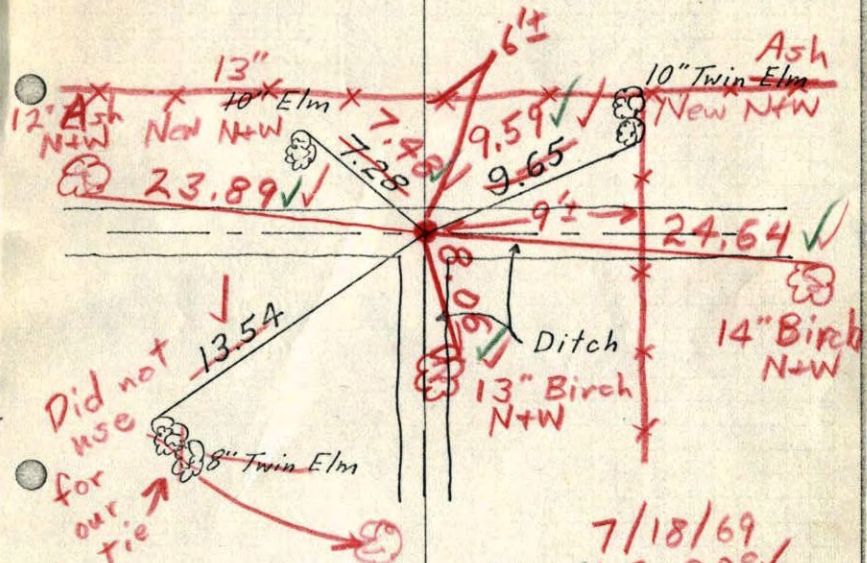 6'±
13"
10" Elm
New N+W
12" Ash
N+W
Ash
10" Twin Elm
New N+W
7.48
7.28
9.59
9.65
23.89
9'±
24.64
8.06
13.54
Ditch
14" Birch
N+W
13" Birch
N+W
Did not
use
for
our
tie
8" Twin Elm
7/18/69